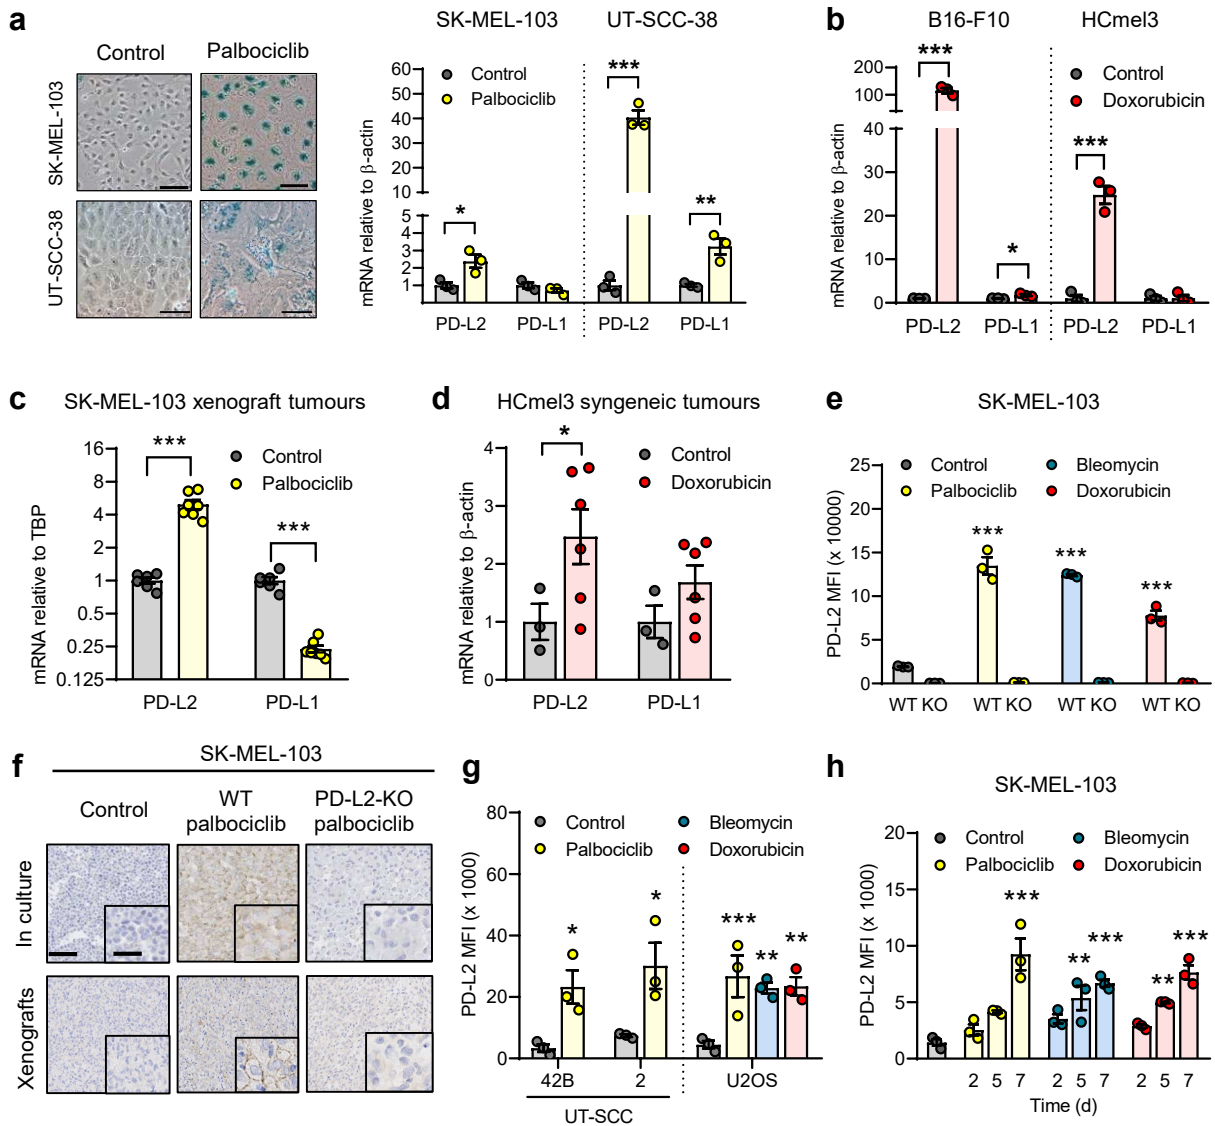 a
Control
Palbociclib
SK-MEL-103
UT-SCC-38
SK-MEL-103
UT-SCC-38
Control
Palbociclib
mRNA relative to β-actin
60
50
40
30
20
10
5
4
3
2
1
*
***
**
PD-L2
PD-L1
PD-L2
PD-L1
b
B16-F10
HCmel3
Control
Doxorubicin
mRNA relative to β-actin
200
100
40
30
20
10
0
***
*
***
PD-L2
PD-L1
PD-L2
PD-L1
c
SK-MEL-103 xenograft tumours
Control
Palbociclib
mRNA relative to TBP
16
8
4
2
1
0.5
0.25
0.125
***
***
PD-L2
PD-L1
d
HCmel3 syngeneic tumours
Control
Doxorubicin
mRNA relative to β-actin
4
3
2
1
0
*
PD-L2
PD-L1
e
SK-MEL-103
Control
Palbociclib
Bleomycin
Doxorubicin
PD-L2 MFI (x 10000)
25
20
15
10
5
0
***
***
***
WT KO
WT KO
WT KO
WT KO
f
SK-MEL-103
Control
WT
palbociclib
PD-L2-KO
palbociclib
In culture
Xenografts
g
Control
Palbociclib
Bleomycin
Doxorubicin
PD-L2 MFI (x 1000)
80
60
40
20
0
*
*
***
**
**
42B
2
U2OS
UT-SCC
h
SK-MEL-103
Control
Palbociclib
Bleomycin
Doxorubicin
PD-L2 MFI (x 1000)
20
15
10
5
0
***
**
***
**
***
2 5 7
2 5 7
2 5 7
Time (d)